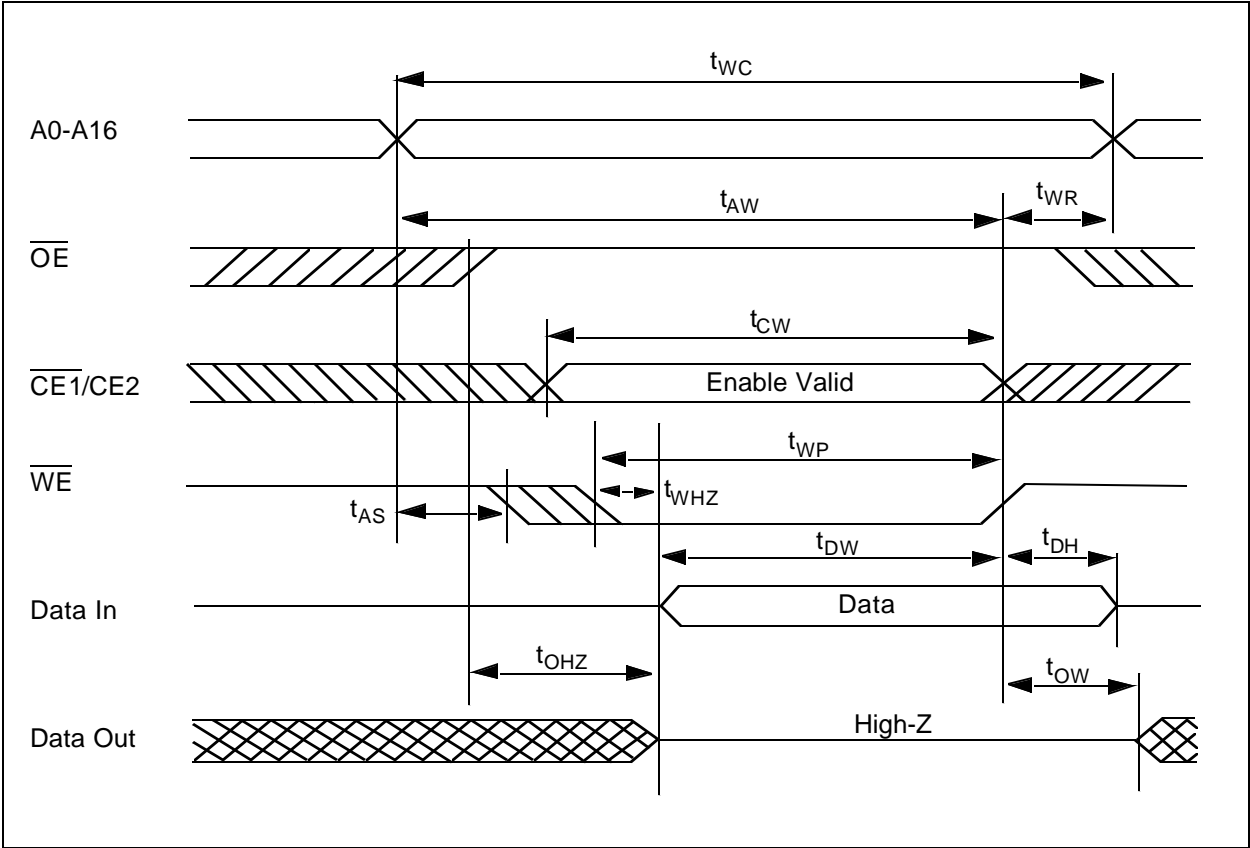 tWC
A0-A16
tAW
tWR
OE
tCW
CE1/CE2
Enable Valid
tWP
WE
tWHZ
tAS
tDW
tDH
Data In
Data
tOHZ
tOW
Data Out
High-Z